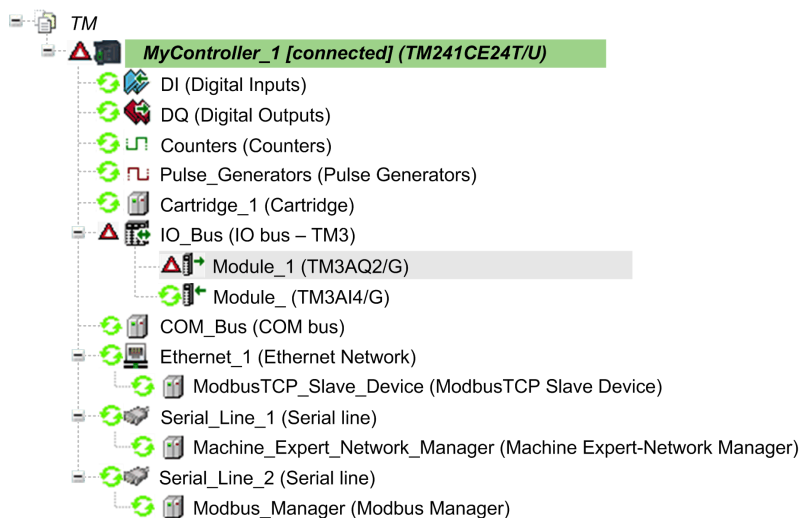 TM
MyController_1 [connected] (TM241CE24T/U)
DI (Digital Inputs)
DQ (Digital Outputs)
Counters (Counters)
Pulse_Generators (Pulse Generators)
Cartridge_1 (Cartridge)
IO_Bus (IO bus – TM3)
Module_1 (TM3AQ2/G)
Module_ (TM3AI4/G)
COM_Bus (COM bus)
Ethernet_1 (Ethernet Network)
ModbusTCP_Slave_Device (ModbusTCP Slave Device)
Serial_Line_1 (Serial line)
Machine_Expert_Network_Manager (Machine Expert-Network Manager)
Serial_Line_2 (Serial line)
Modbus_Manager (Modbus Manager)